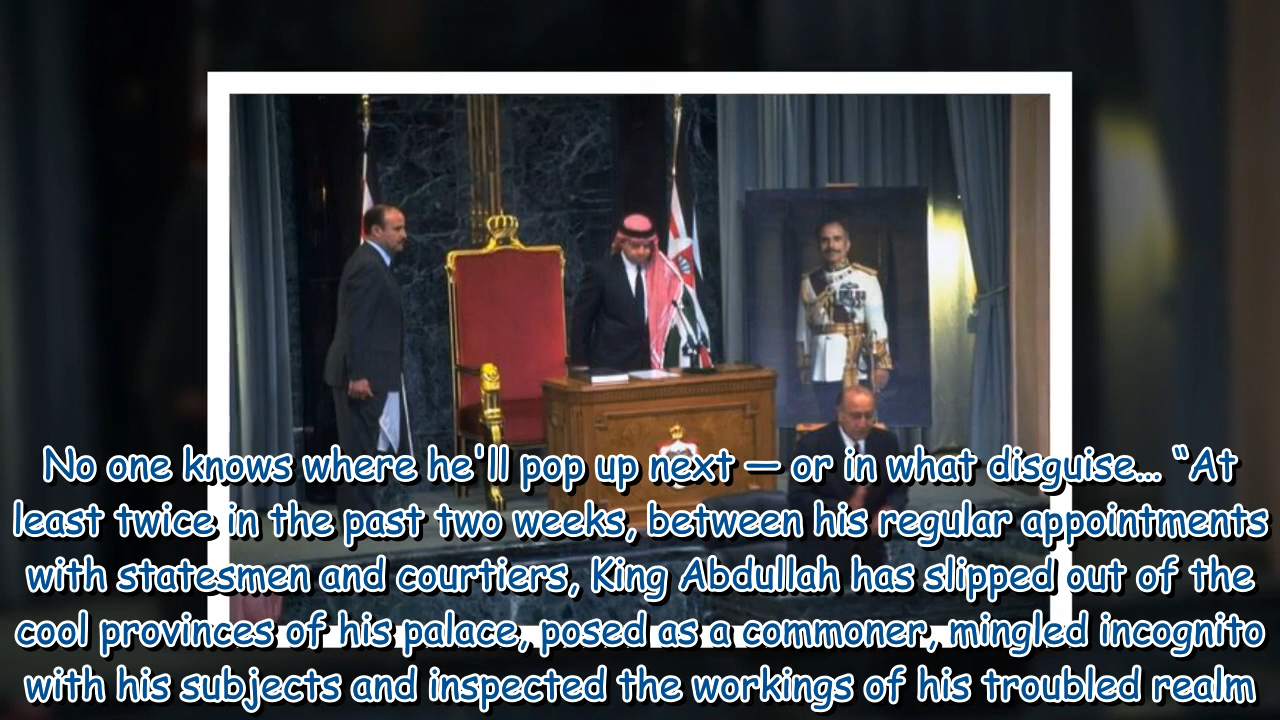 No one knows where he'll pop up next — or in what disguise... “At
least twice in the past two weeks, between his regular appointments
with statesmen and courtiers, King Abdullah has slipped out of the
cool provinces of his palace, posed as a commoner, mingled incognito
with his subjects and inspected the workings of his troubled realm